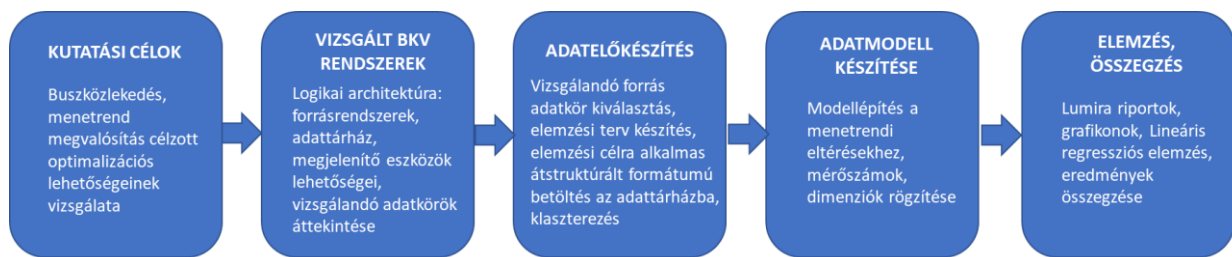 KUTATÁSI CÉLOK
Buszközlekedés,
menetrend
megvalósítás célzott
optimalizációs
lehetőségeinek
vizsgálata
VIZSGÁLT BKV
RENDSZEREK
Logikai architektúra:
forrásrendszerek,
adattárház,
megjelenítő eszközök
lehetőségei,
vizsgálandó adatkörök
áttekintése
ADATELŐKÉSZÍTÉS
Vizsgálandó forrás
adatkör kiválasztás,
elemzési terv készítés,
elemzési célra alkalmas
átstruktúrált formátumú
betöltés az adattárházba,
klaszterezés
ADATMODELL
KÉSZÍTÉSE
Modellépítés a
menetrendi
eltérésekhez,
mérőszámok,
dimenziók rögzítése
ELEMZÉS,
ÖSSZEGZÉS
Lumira riportok,
grafikonok, Lineáris
regressziós elemzés,
eredmények
összegzése